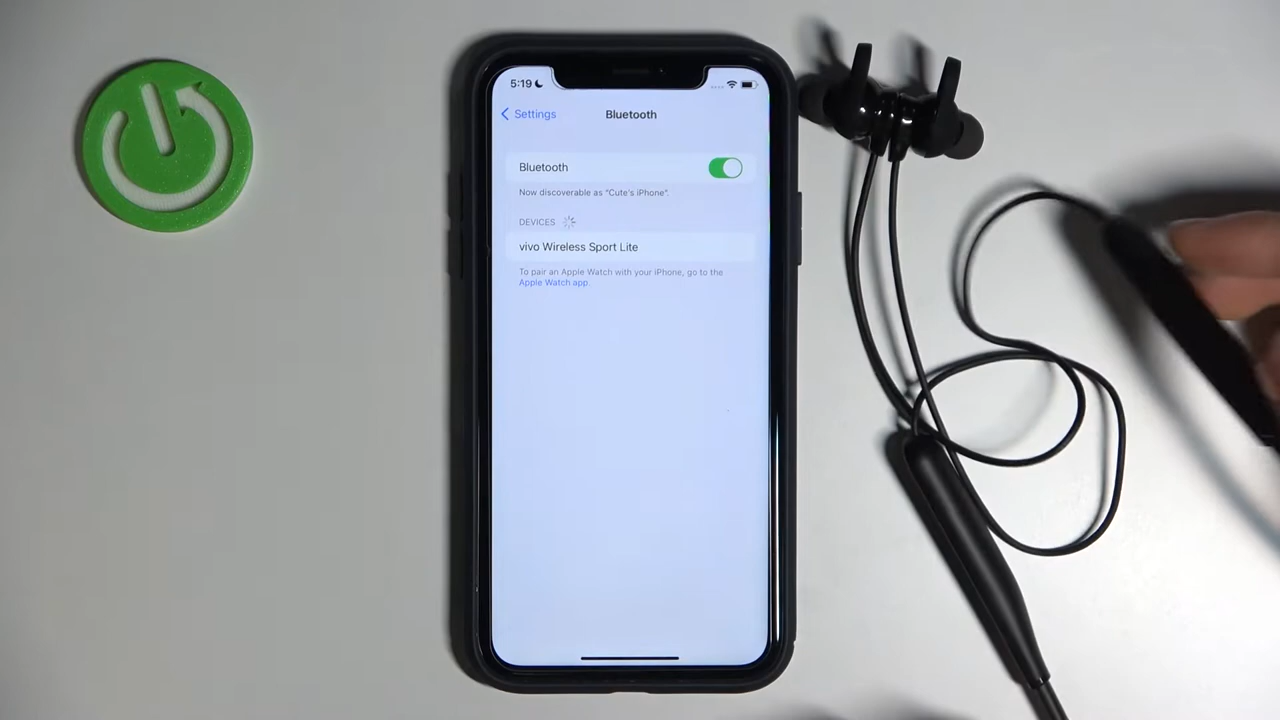 5:19
Settings
Bluetooth
Bluetooth
Now discoverable as "Cute's iPhone".
DEVICES
vivo Wireless Sport Lite
To pair an Apple Watch with your iPhone, go to the
Apple Watch app.